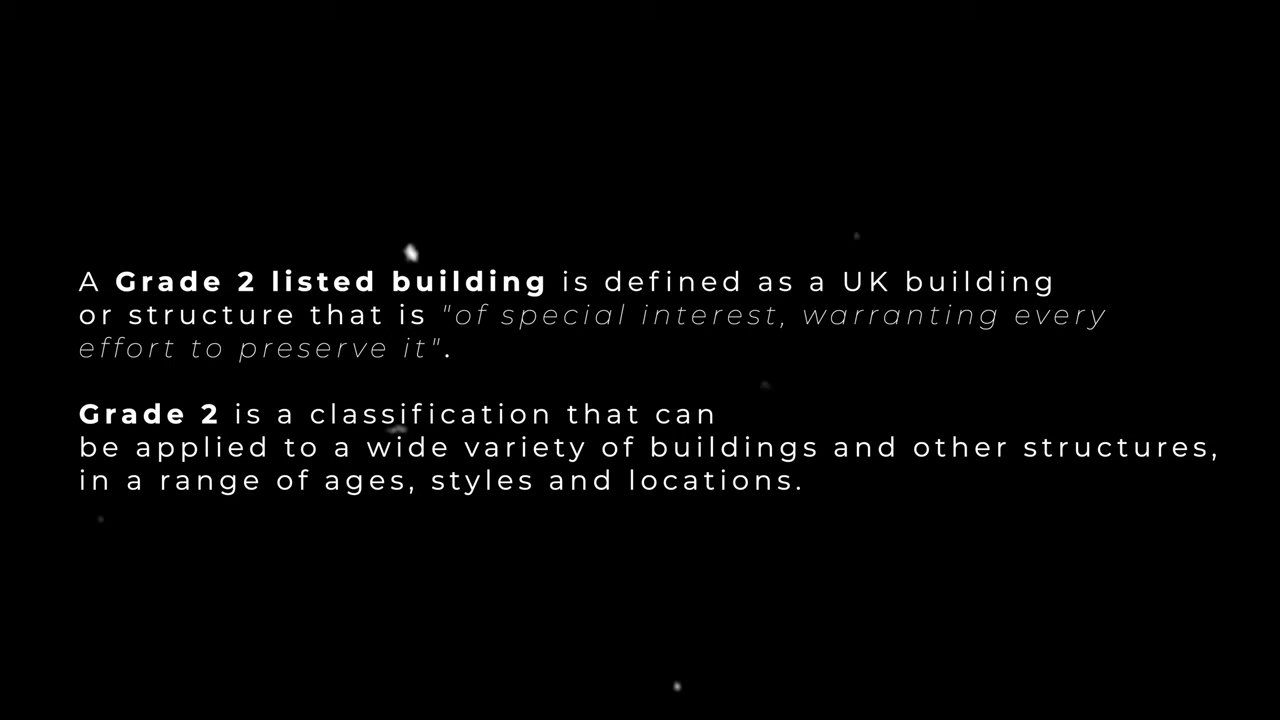 A Grade 2 listed building is defined as a UK building
or structure that is "of special interest, warranting every
effort to preserve it".
Grade 2 is a classification that can
be applied to a wide variety of buildings and other structures,
in a range of ages, styles and locations.